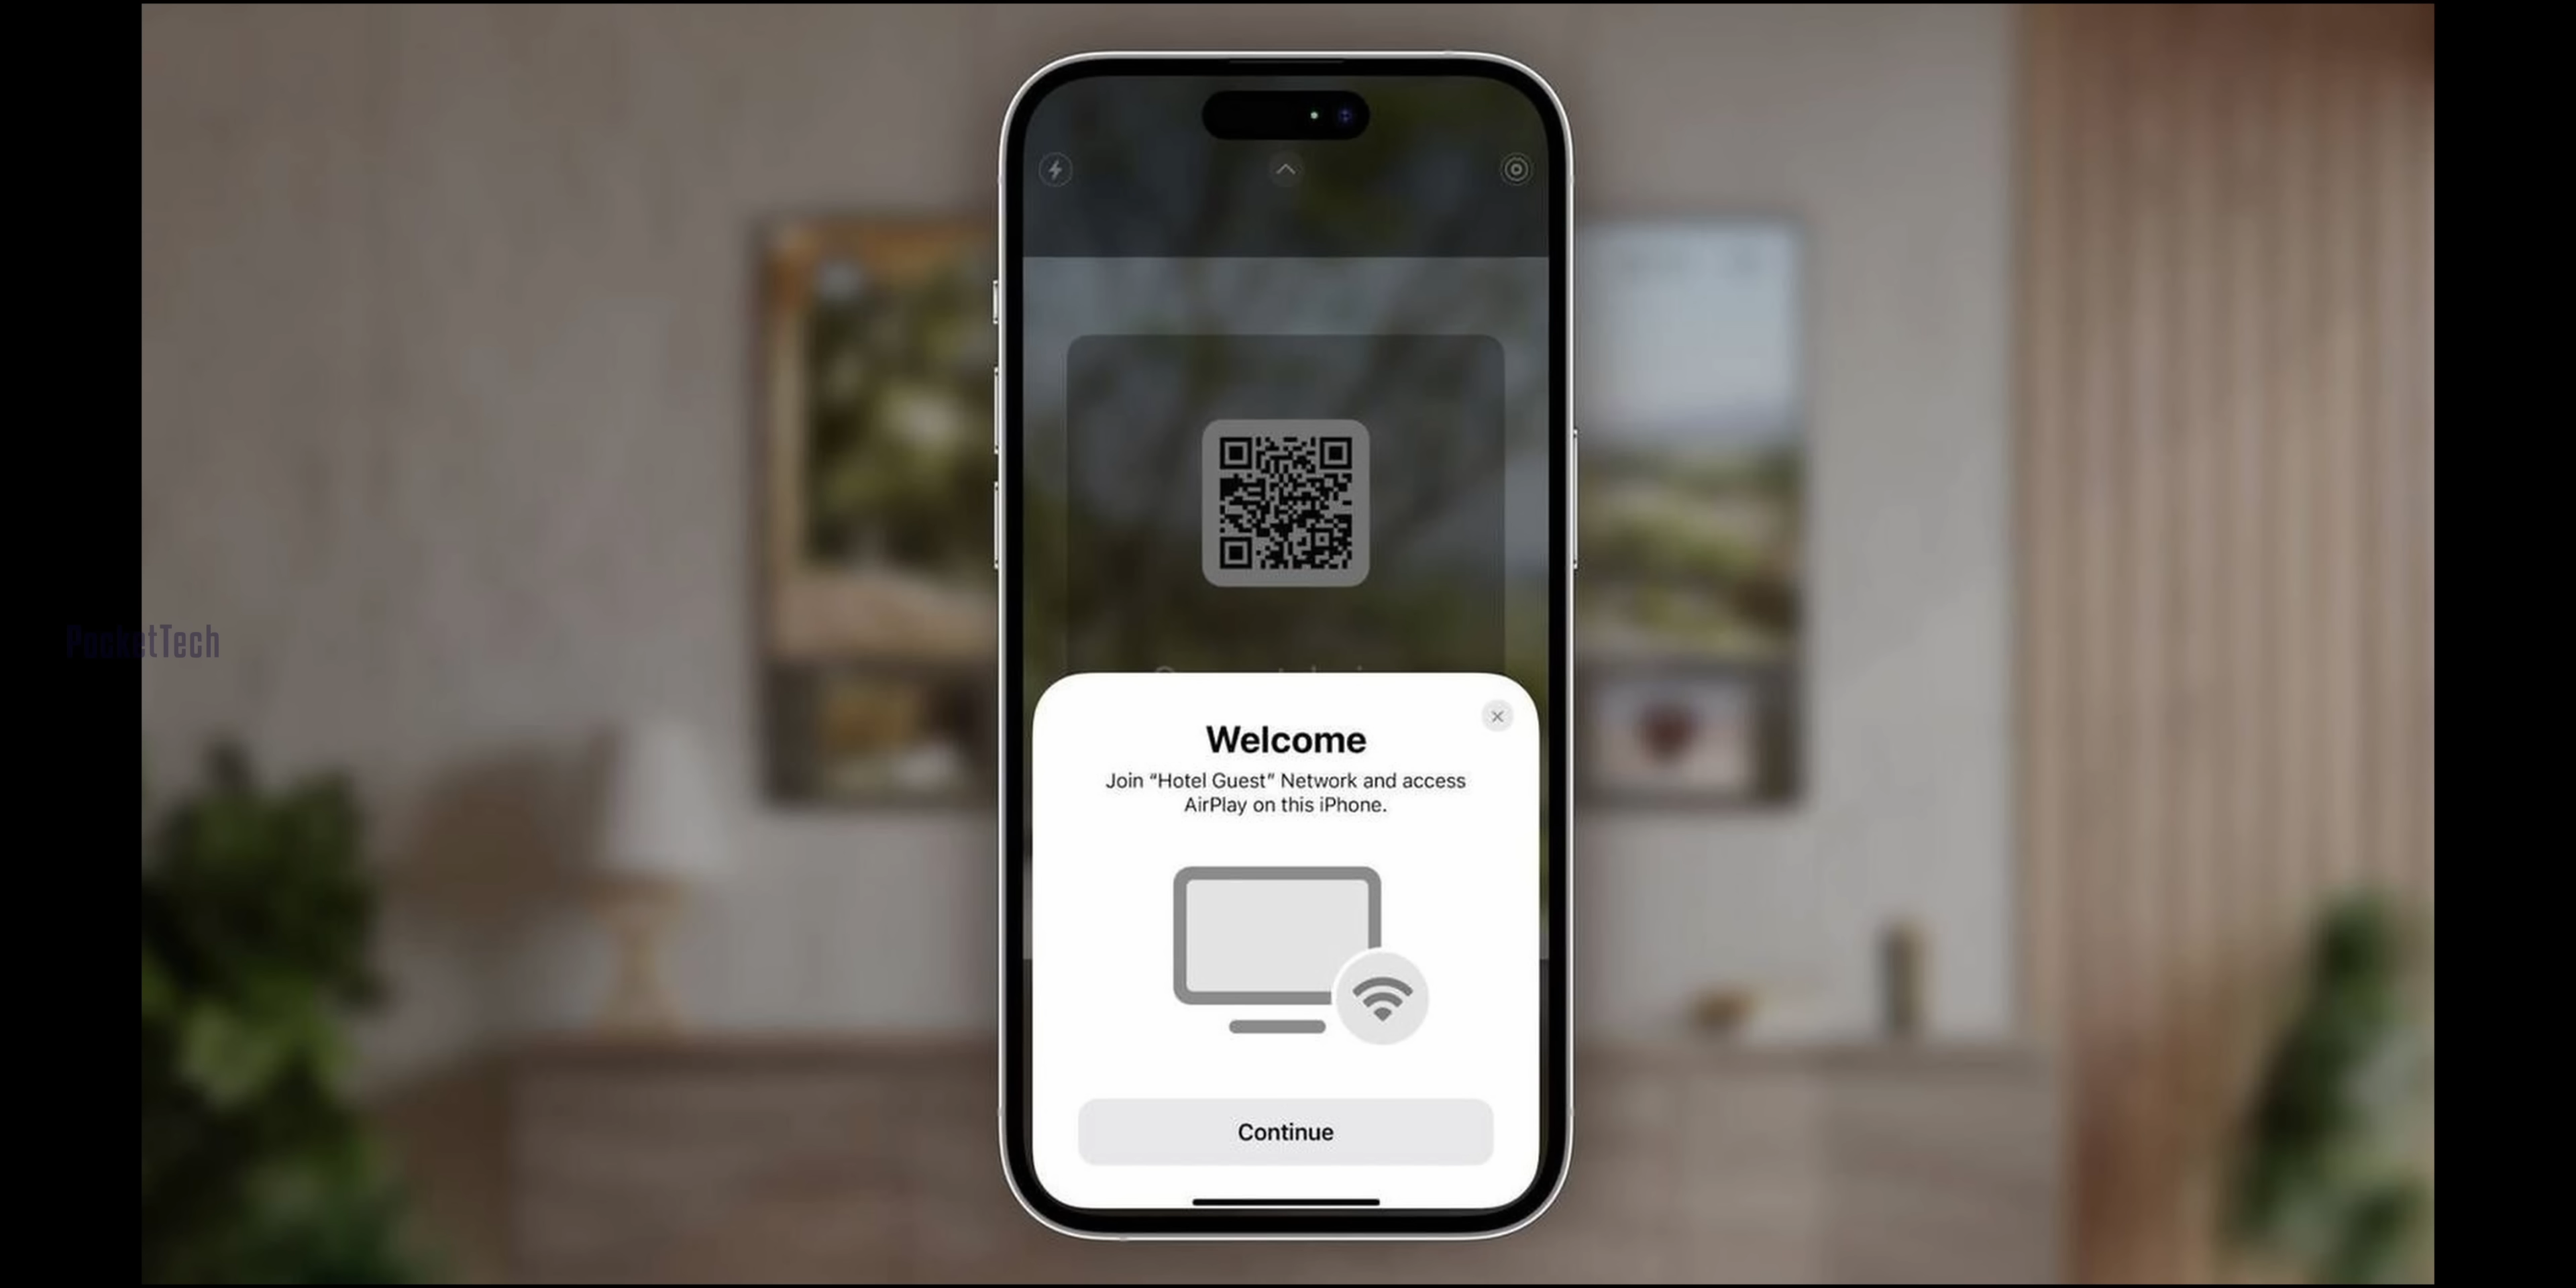 PocketTech
Welcome
Join “Hotel Guest” Network and access
AirPlay on this iPhone.
Continue